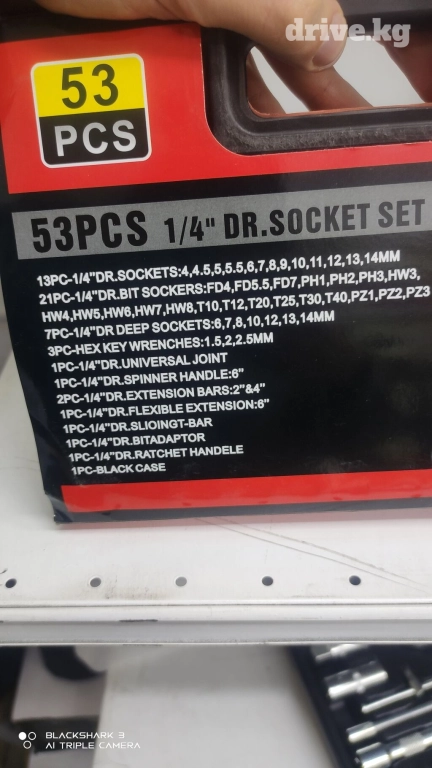 drive.kg
53
PCS
53PCS 1/4" DR.SOCKET SET
13PC-1/4"DR.SOCKETS:4,4.5,5,5.5,6,7,8,9,10,11,12,13,14MM
21PC-1/4"DR.BIT SOCKERS:FD4,FD5.5,FD7,PH1,PH2,PH3,HW3,
HW4,HW5,HW6,HW7,HW8,T10,T12,T20,T25,T30,T40,PZ1,PZ2,PZ3
7PC-1/4"DR DEEP SOCKETS:6,7,8,10,12,13,14MM
3PC-HEX KEY WRENCHES:1.5,2,2.5MM
1PC-1/4"DR.UNIVERSAL JOINT
1PC-1/4"DR.SPINNER HANDLE:6"
2PC-1/4"DR.EXTENSION BARS:2"&4"
1PC-1/4"DR.FLEXIBLE EXTENSION:6"
1PC-1/4"DR.SLIOINGT-BAR
1PC-1/4"DR.BITADAPTOR
1PC-1/4"DR.RATCHET HANDELE
1PC-BLACK CASE
BLACKSHARK 3
AI TRIPLE CAMERA